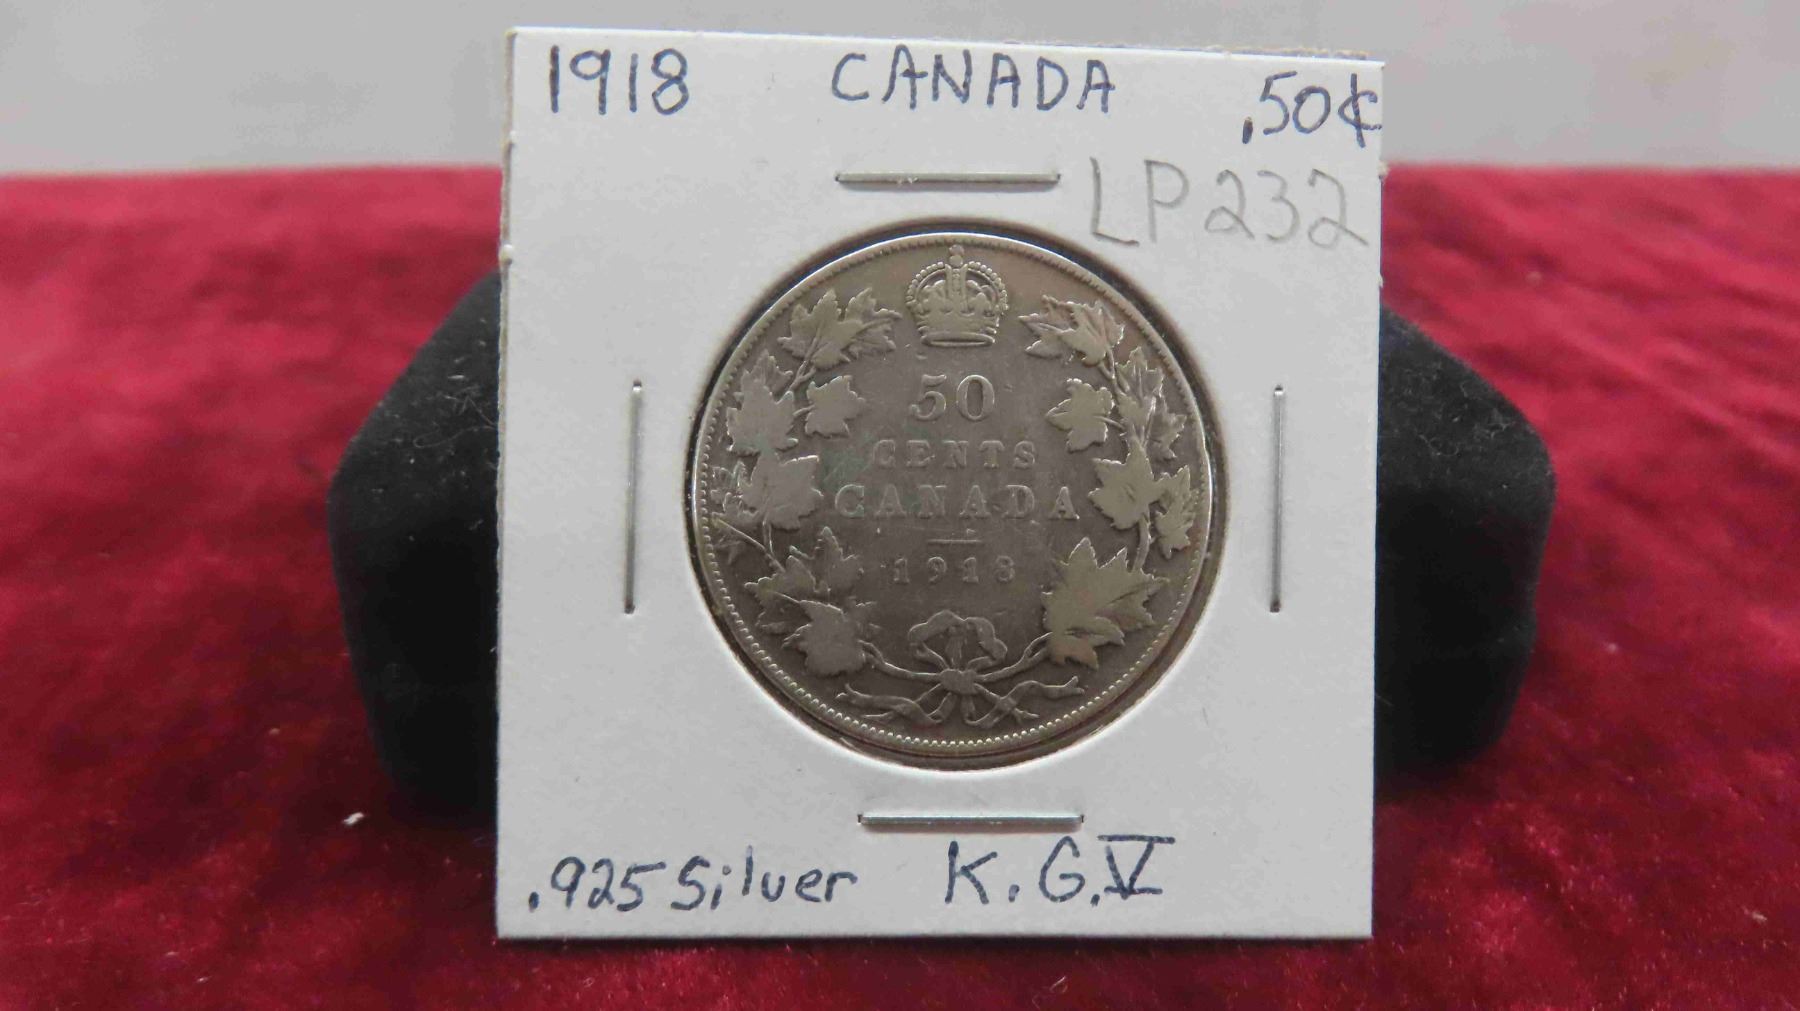 1918 CANADA .50¢
LP232
50
CENTS
CANADA
1918
.925 Silver K.G.V